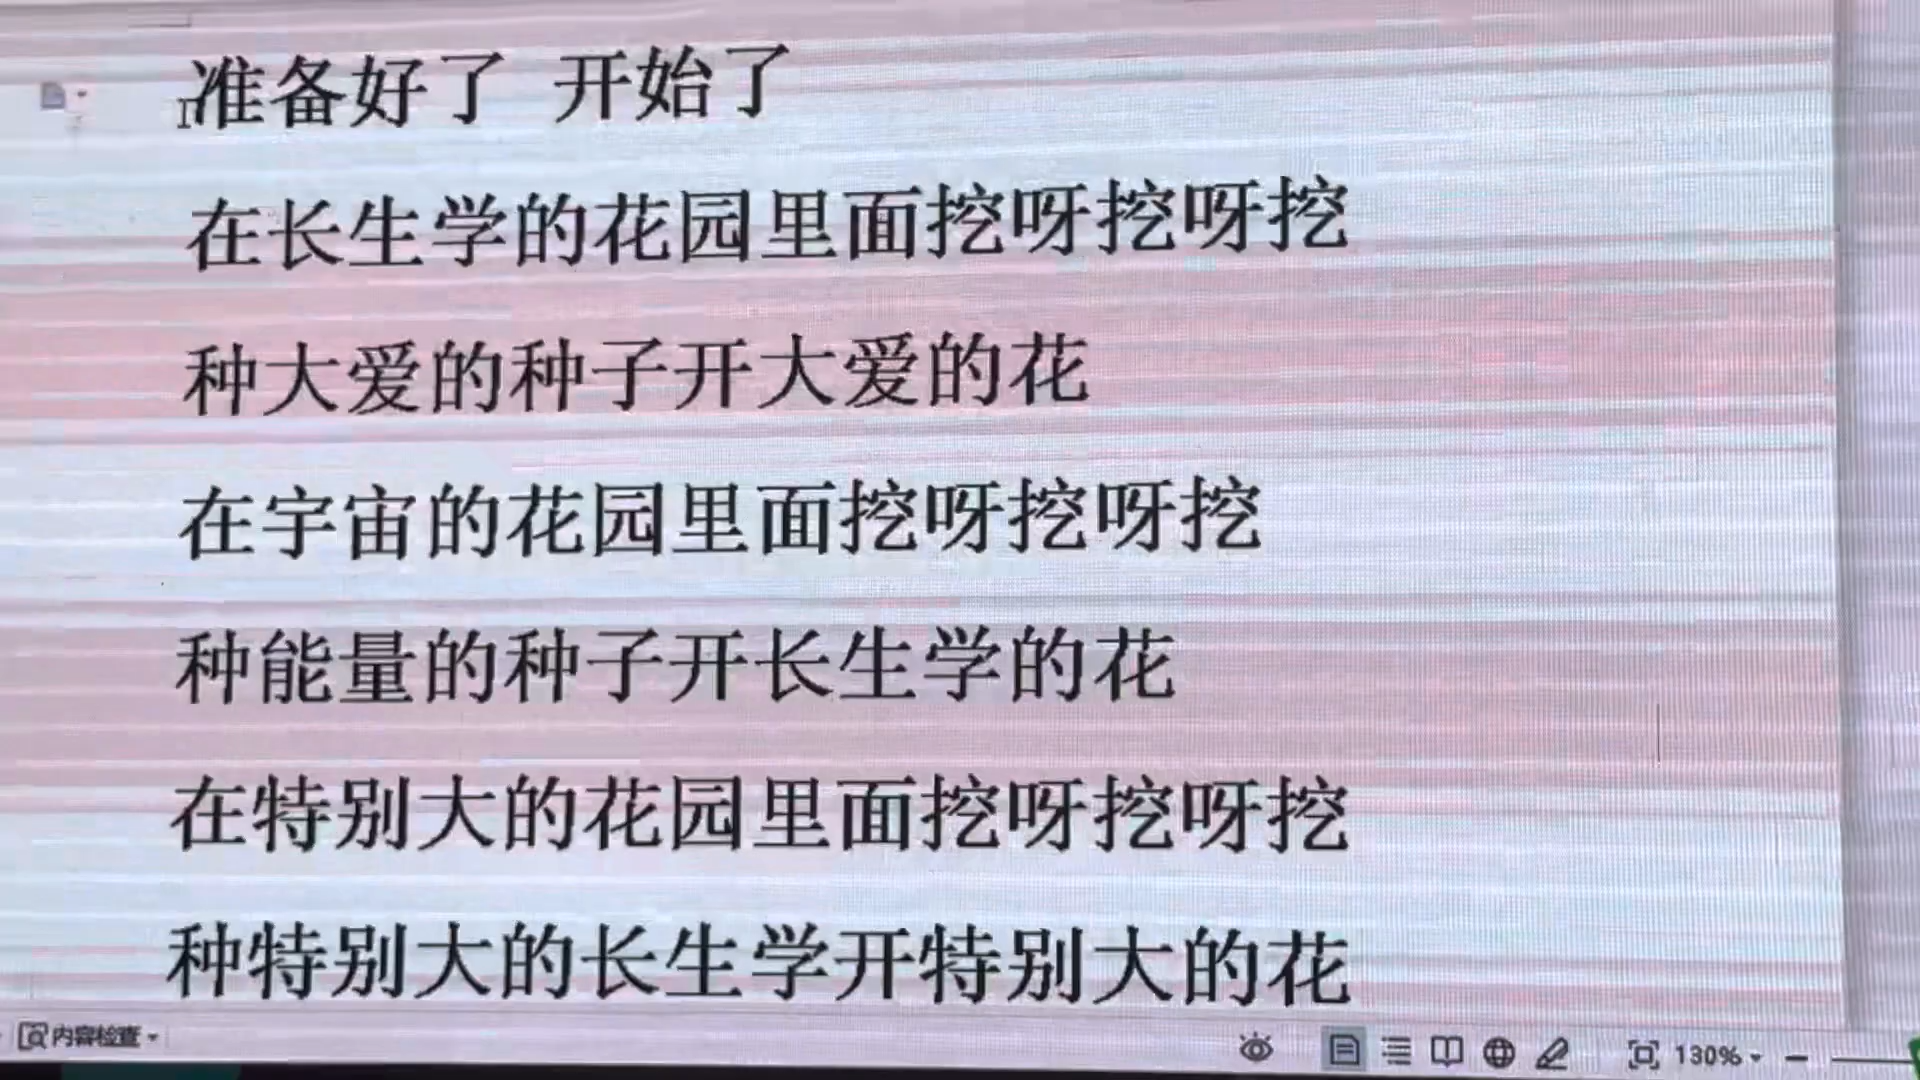 准备好了 开始了
在长生学的花园里面挖呀挖呀挖
种大爱的种子开大爱的花
在宇宙的花园里面挖呀挖呀挖
种能量的种子开长生学的花
在特别大的花园里面挖呀挖呀挖
种特别大的长生学开特别大的花
内容检查
130%